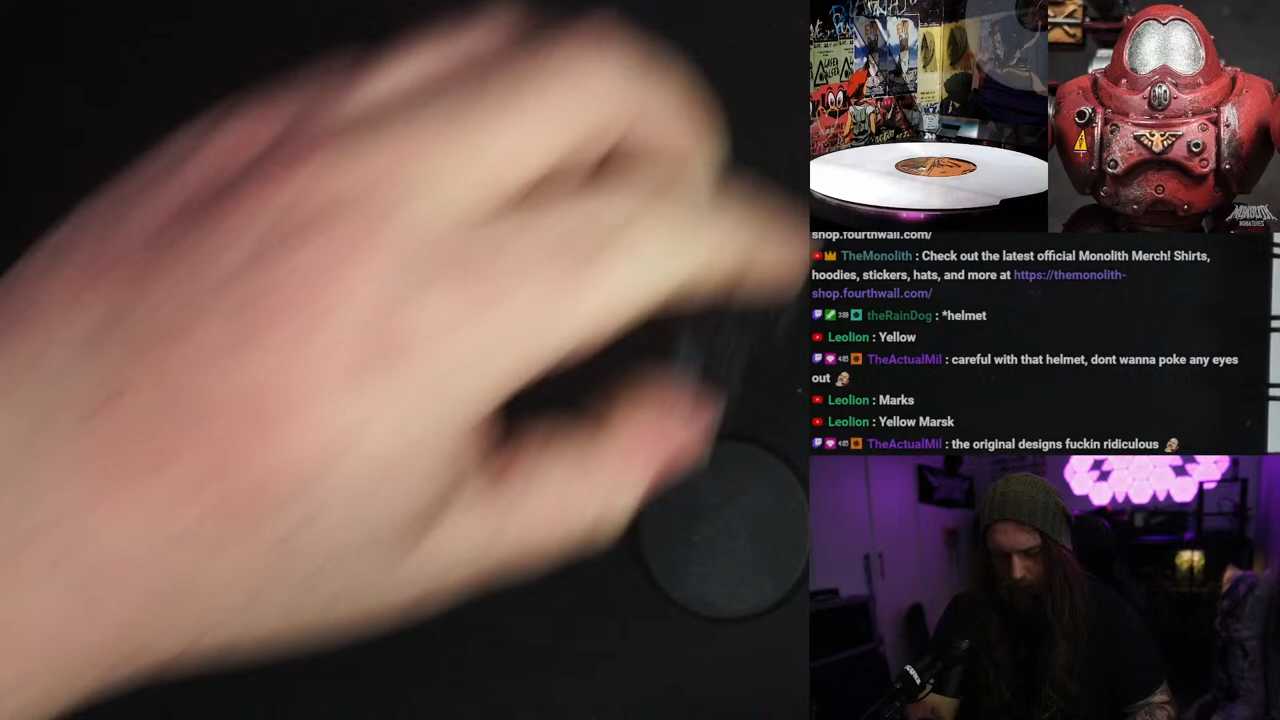 shop.fourthwall.com/
TheMonolith : Check out the latest official Monolith Merch! Shirts,
hoodies, stickers, hats, and more at https://themonolith-
shop.fourthwall.com/
theRainDog : *helmet
Leolion : Yellow
TheActualMil : careful with that helmet, dont wanna poke any eyes
out
Leolion : Marks
Leolion : Yellow Marsk
TheActualMil : the original designs fuckin ridiculous
MONOLITH